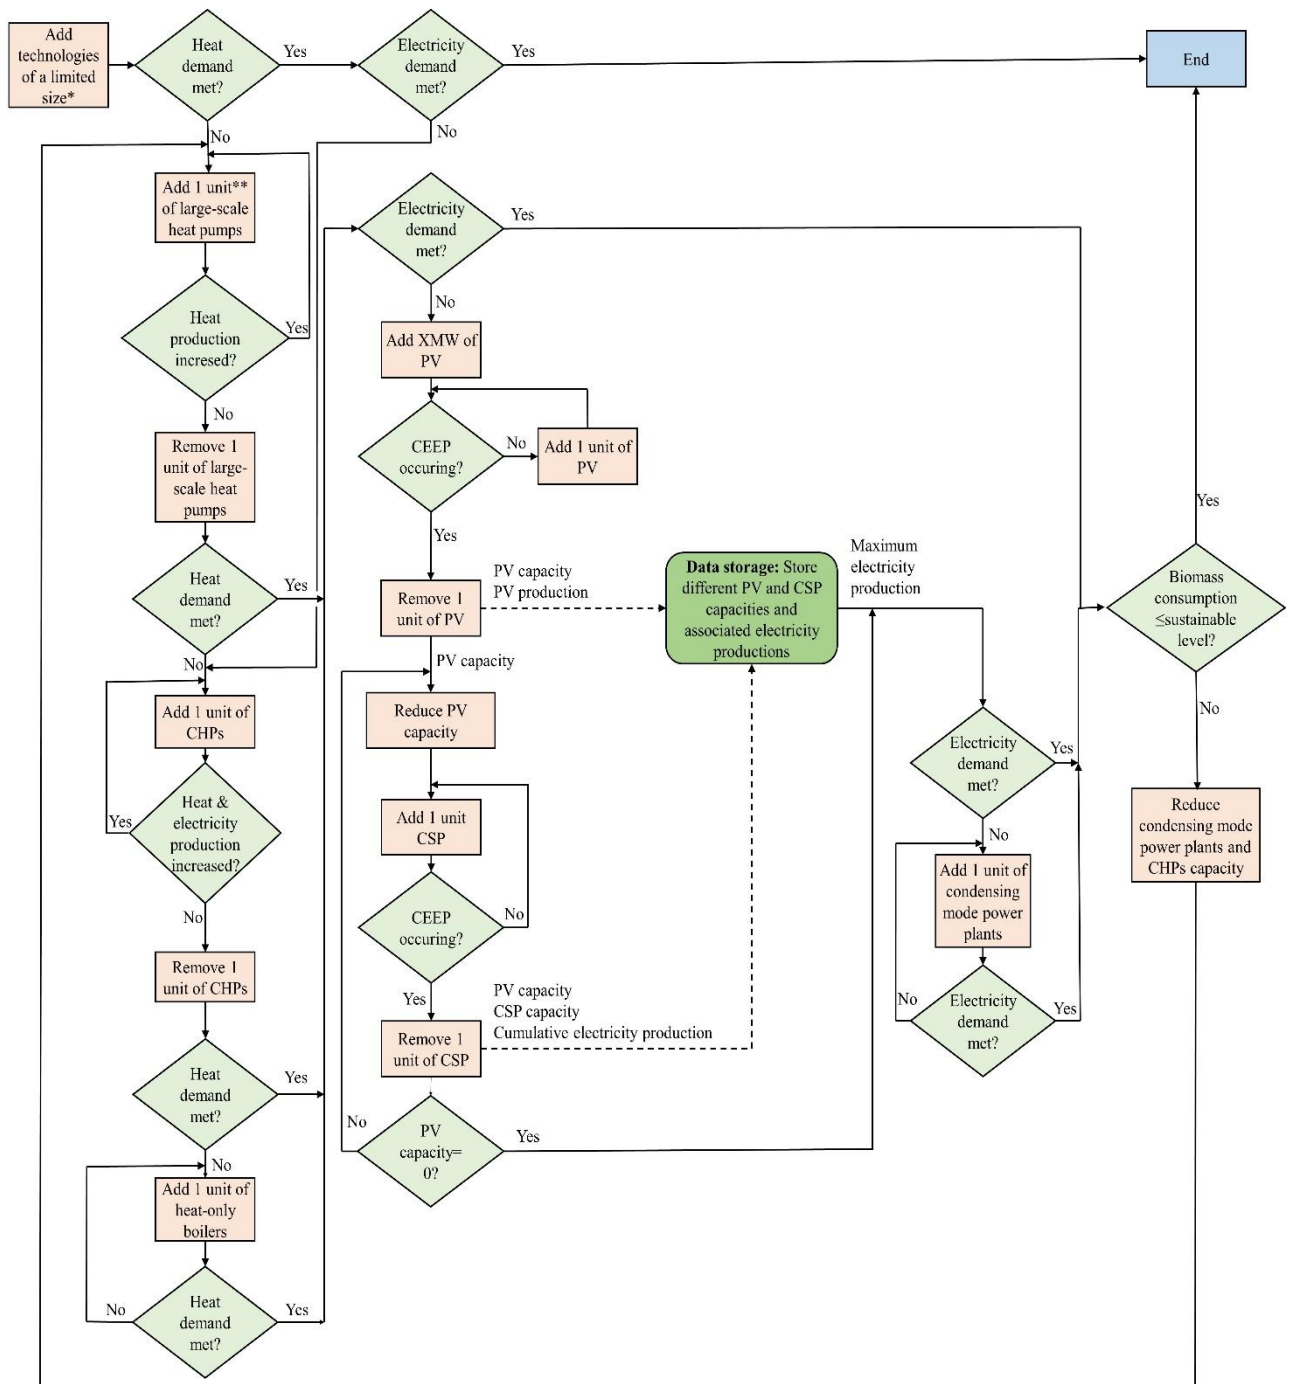 Add
technologies
of a limited
size*
Heat
demand
met?
Yes
Electricity
demand
met?
Yes
End
No
No
Add 1 unit**
of large-scale
heat pumps
Electricity
demand
met?
Yes
Heat
production
incresed?
Yes
No
Add XMW of
PV
No
Remove 1
unit of large-
scale heat
pumps
CEEP
occuring?
No
Add 1 unit of
PV
Yes
Yes
Heat
demand
met?
Yes
Remove 1
unit of PV
PV capacity
PV production
Data storage: Store
different PV and CSP
capacities and
associated electricity
productions
Maximum
electricity
production
Biomass
consumption
≤sustainable
level?
No
PV capacity
No
Add 1 unit of
CHPs
Reduce PV
capacity
Electricity
demand
met?
Yes
Heat &
electricity
production
increased?
Yes
Add 1 unit
CSP
No
Reduce
condensing mode
power plants and
CHPs capacity
Add 1 unit of
condensing
mode power
plants
No
CEEP
occuring?
No
Remove 1
unit of CHPs
Yes
PV capacity
CSP capacity
Cumulative electricity production
Electricity
demand
met?
No
Yes
Remove 1
unit of CSP
Heat
demand
met?
Yes
No
PV
capacity=
0?
Yes
No
Add 1 unit of
heat-only
boilers
Heat
demand
met?
No
Yes